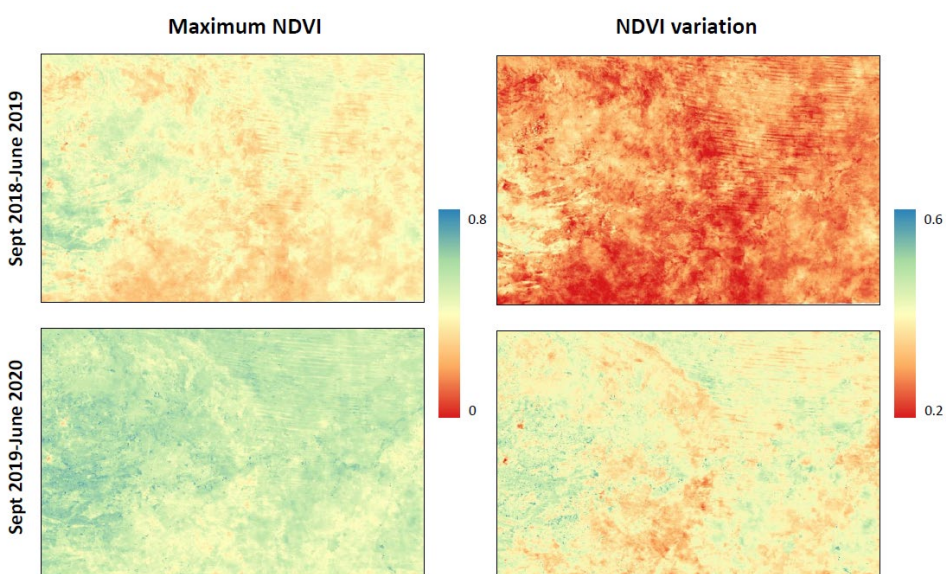 Maximum NDVI
NDVI variation
Sept 2018-June 2019
0.8
0
0.6
0.2
Sept 2019-June 2020